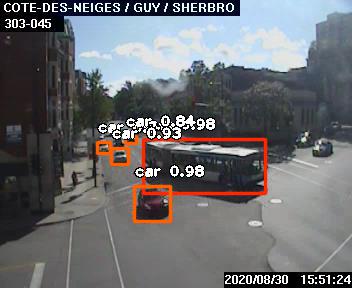 COTE-DES-NEIGES / GUY / SHERBRO
303-045
car 0.84
car 0.93
car 0.98
2020/08/30 15:51:24